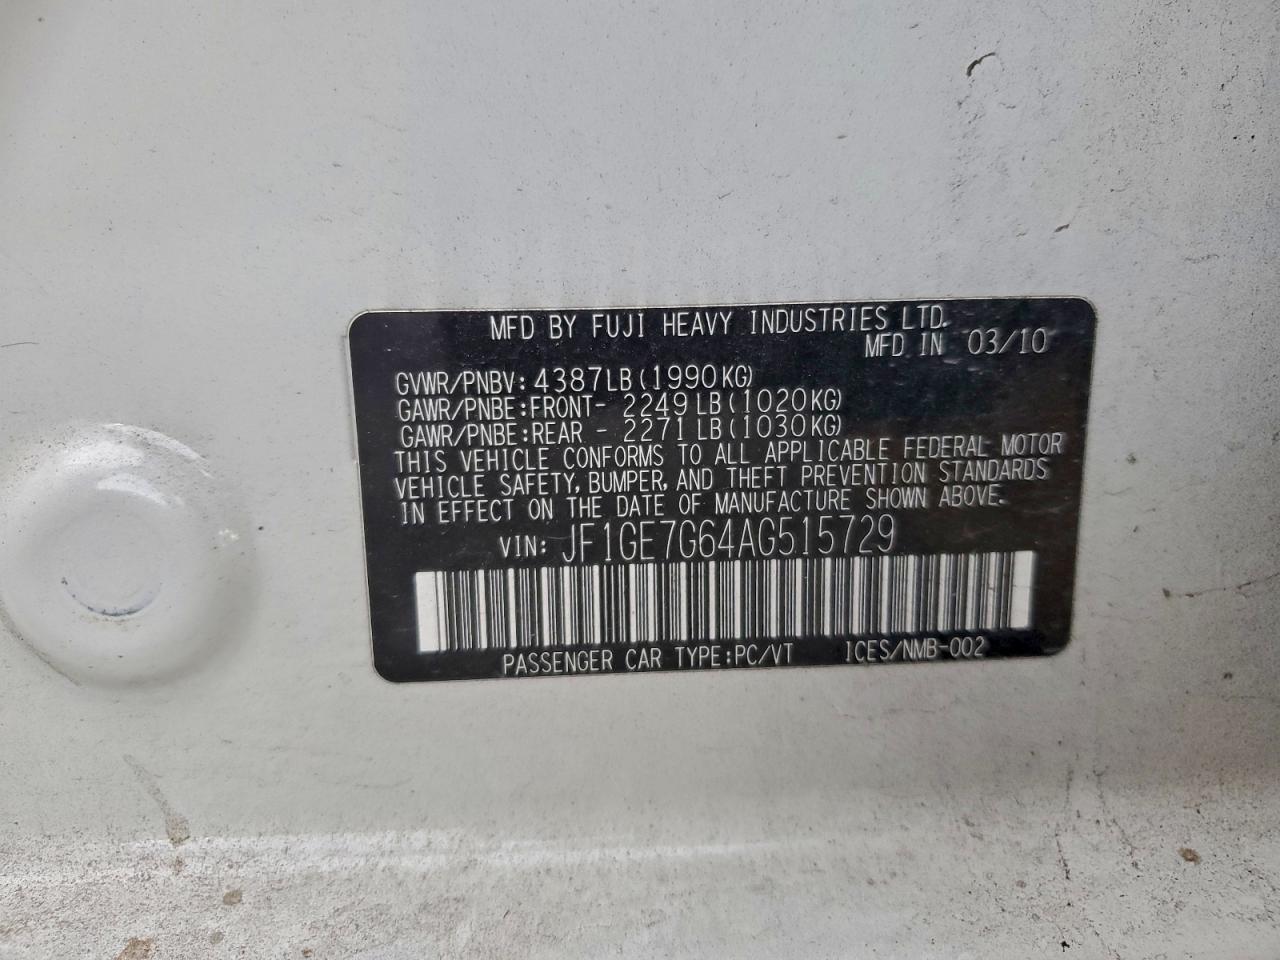 MFD BY FUJI HEAVY INDUSTRIES LTD.
MFD IN 03/10
GVWR/PNBV: 4387LB(1990KG)
GAWR/PNBE:FRONT- 2249LB(1020KG)
GAWR/PNBE:REAR - 2271LB(1030KG)
THIS VEHICLE CONFORMS TO ALL APPLICABLE FEDERAL MOTOR
VEHICLE SAFETY, BUMPER, AND THEFT PREVENTION STANDARDS
IN EFFECT ON THE DATE OF MANUFACTURE SHOWN ABOVE.
VIN: JF1GE7G64AG515729
PASSENGER CAR TYPE:PC/VT ICES/NMB-002